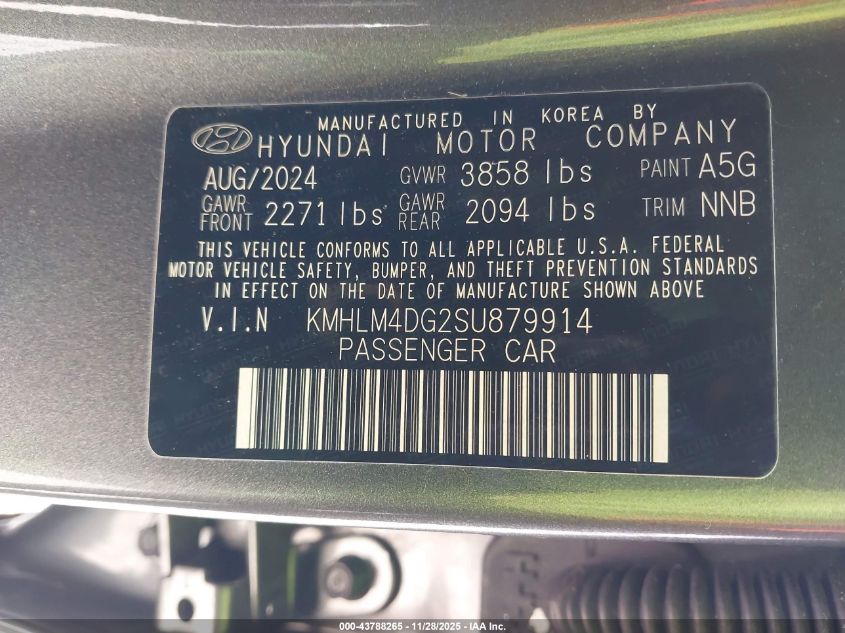 MANUFACTURED IN KOREA BY
HYUNDAI MOTOR COMPANY
AUG/2024 GVWR 3858 lbs PAINT A5G
GAWR FRONT 2271 lbs GAWR REAR 2094 lbs TRIM NNB
THIS VEHICLE CONFORMS TO ALL APPLICABLE U.S.A. FEDERAL
MOTOR VEHICLE SAFETY, BUMPER, AND THEFT PREVENTION STANDARDS
IN EFFECT ON THE DATE OF MANUFACTURE SHOWN ABOVE
V.I.N KMHLM4DG2SU879914
PASSENGER CAR
000-43788265 - 11/28/2025 - IAA, Inc.